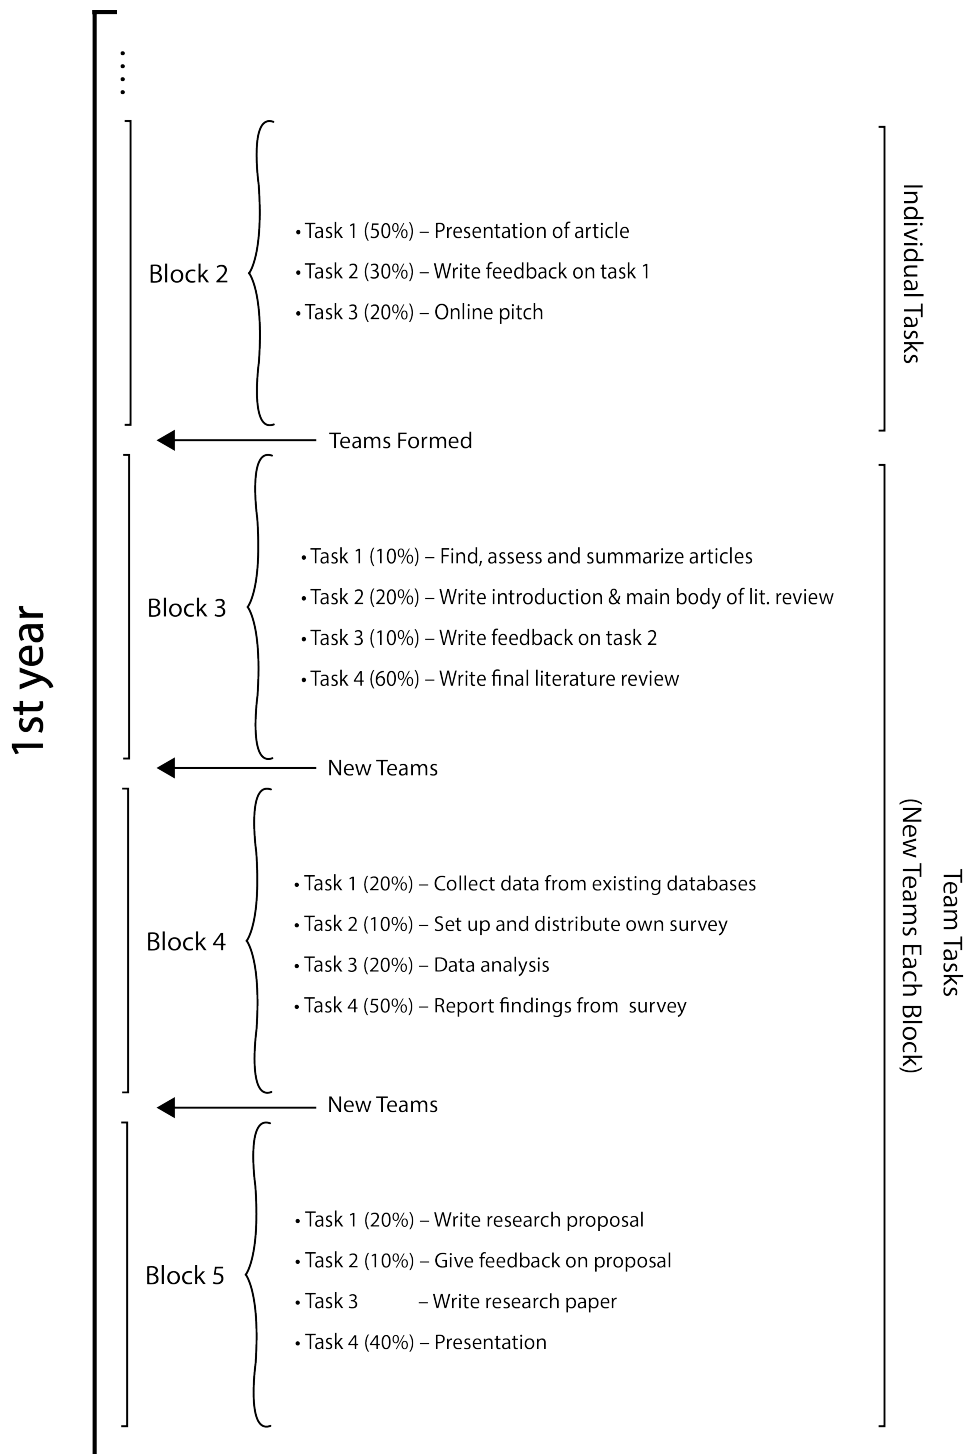 1st year
....
Block 2
• Task 1 (50%) – Presentation of article
• Task 2 (30%) – Write feedback on task 1
• Task 3 (20%) – Online pitch
Individual Tasks
Teams Formed
Block 3
• Task 1 (10%) – Find, assess and summarize articles
• Task 2 (20%) – Write introduction & main body of lit. review
• Task 3 (10%) – Write feedback on task 2
• Task 4 (60%) – Write final literature review
New Teams
Block 4
• Task 1 (20%) – Collect data from existing databases
• Task 2 (10%) – Set up and distribute own survey
• Task 3 (20%) – Data analysis
• Task 4 (50%) – Report findings from  survey
Team Tasks
(New Teams Each Block)
New Teams
Block 5
• Task 1 (20%) – Write research proposal
• Task 2 (10%) – Give feedback on proposal
• Task 3 – Write research paper
• Task 4 (40%) – Presentation